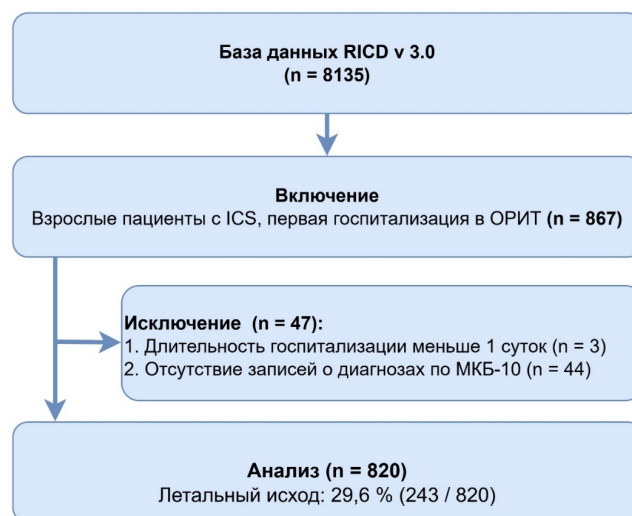 База данных RICD v 3.0
(n = 8135)
Включение
Взрослые пациенты с ICS, первая госпитализация в ОРИТ (n = 867)
Исключение (n = 47):
1. Длительность госпитализации меньше 1 суток (n = 3)
2. Отсутствие записей о диагнозах по МКБ-10 (n = 44)
Анализ (n = 820)
Летальный исход: 29,6 % (243 / 820)